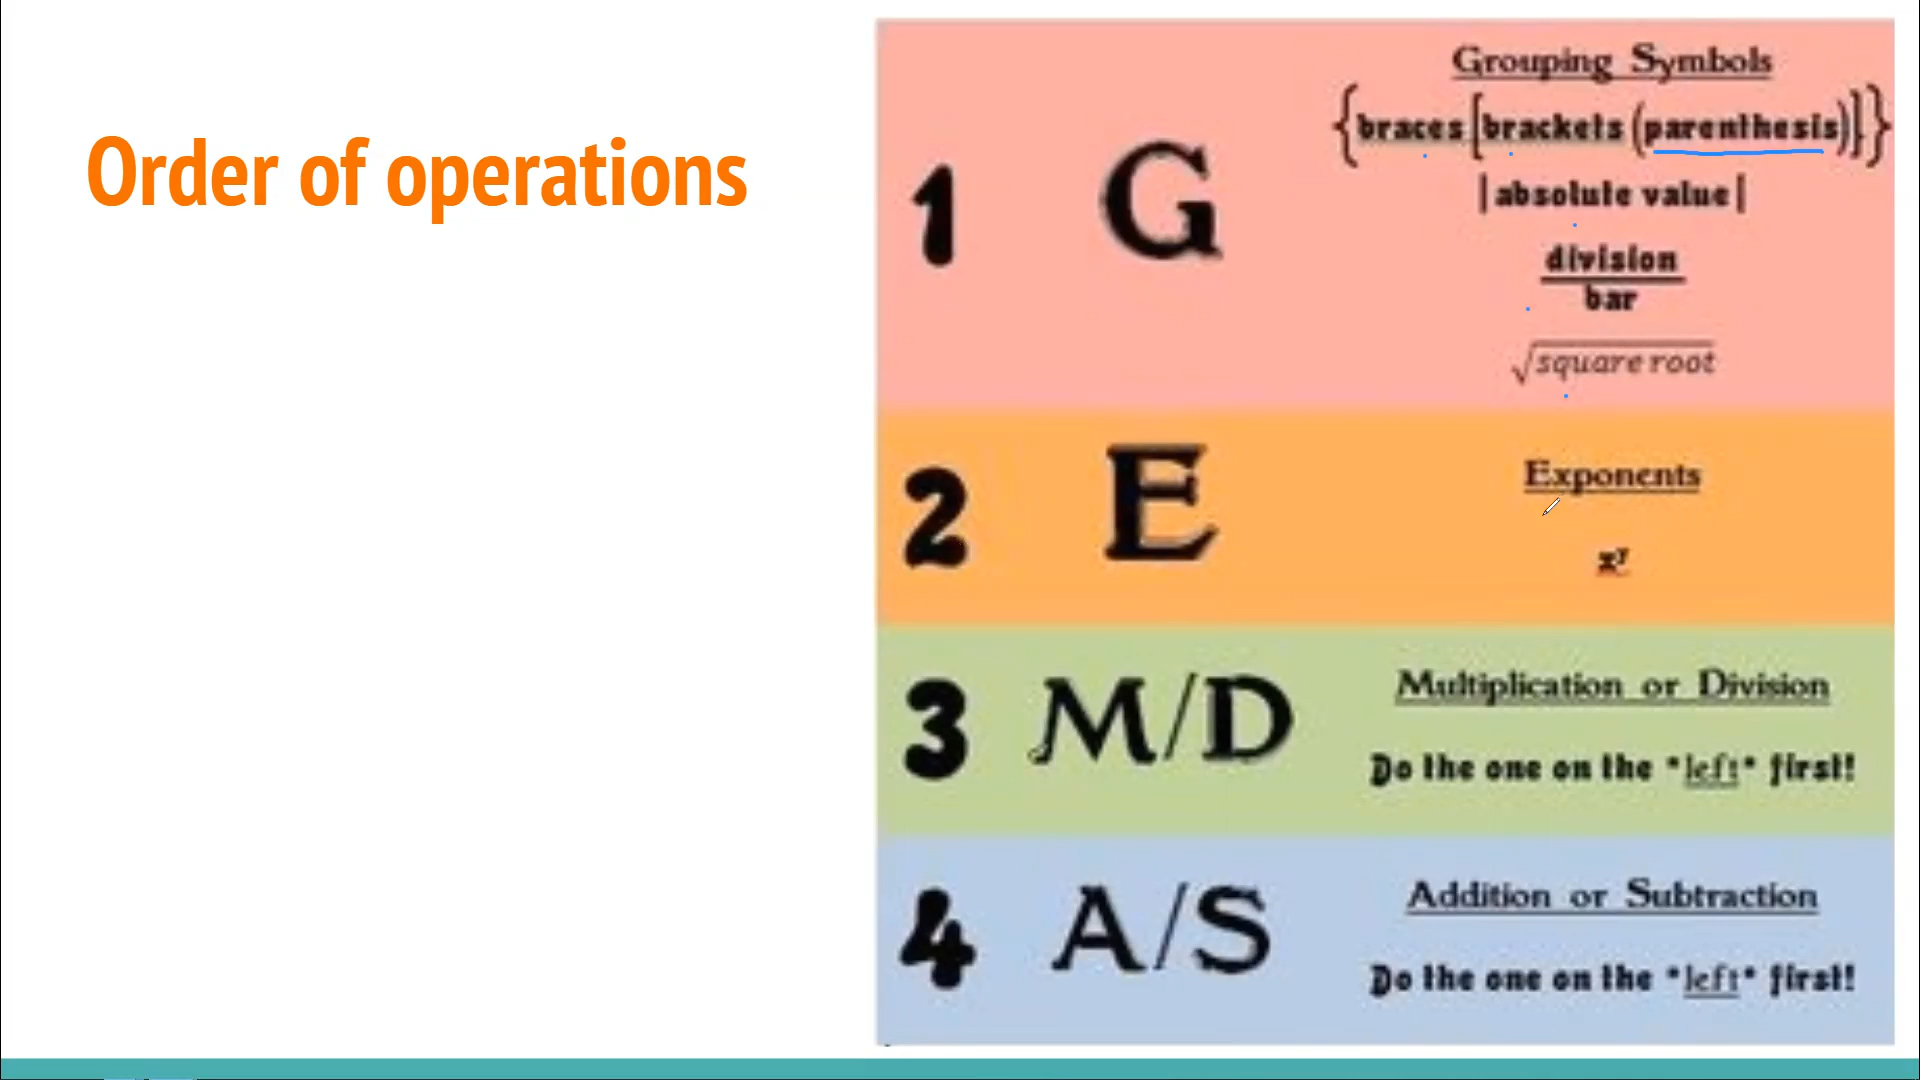 Order of operations
1 G
Grouping Symbols
{braces [brackets (parenthesis)]}
|absolute value|
division
bar
√square root
2 E
Exponents
xʸ
3 M/D
Multiplication or Division
Do the one on the *left* first!
4 A/S
Addition or Subtraction
Do the one on the *left* first!